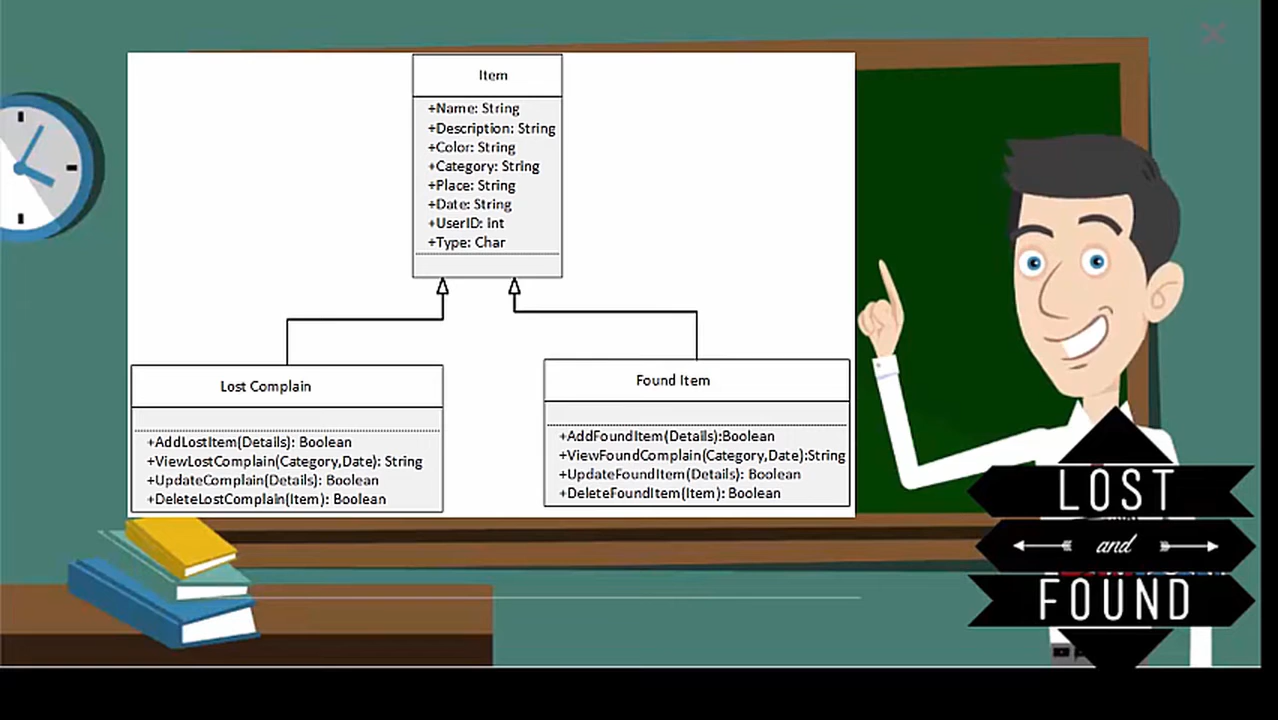 Item
+Name: String
+Description: String
+Color: String
+Category: String
+Place: String
+Date: String
+UserID: Int
+Type: Char
Lost Complain
+AddLostItem(Details): Boolean
+ViewLostComplain(Category,Date): String
+UpdateComplain(Details): Boolean
+DeleteLostComplain(Item): Boolean
Found Item
+AddFoundItem(Details):Boolean
+ViewFoundComplain(Category,Date):String
+UpdateFoundItem(Details): Boolean
+DeleteFoundItem(Item): Boolean
LOST
and
FOUND